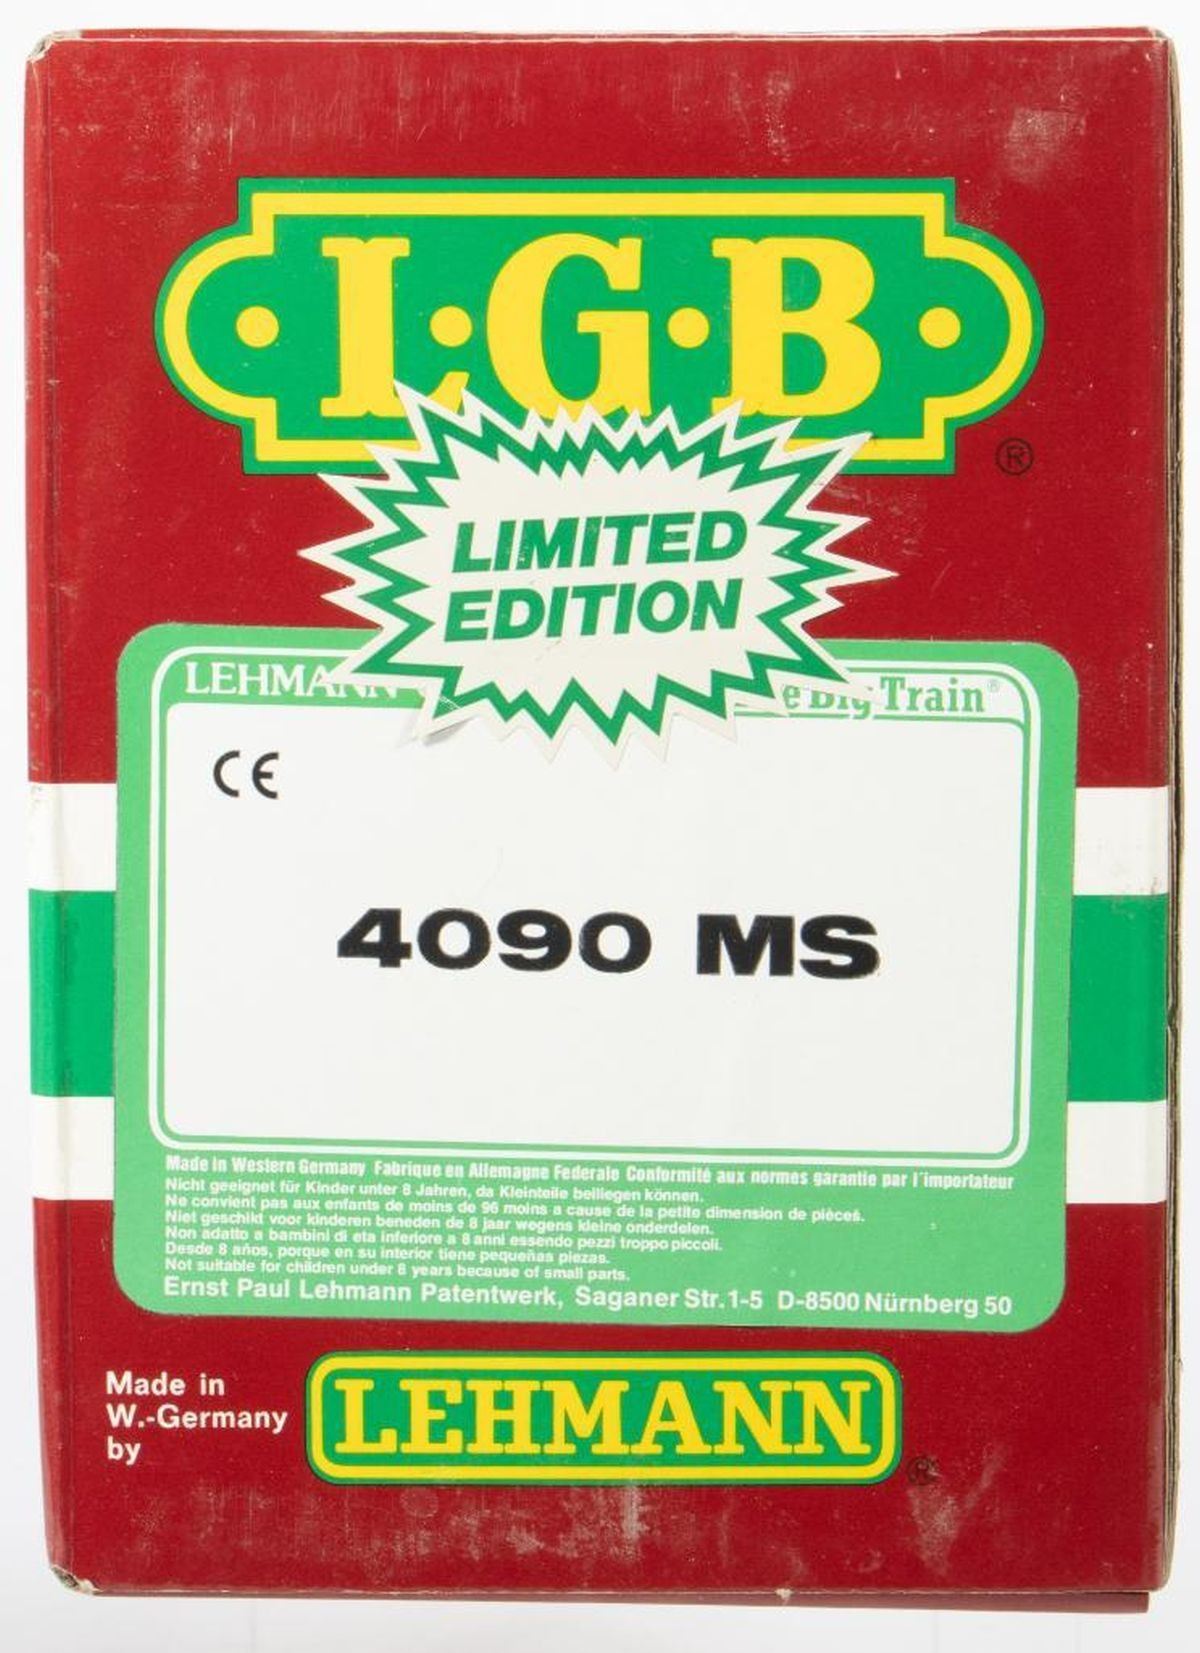 L·G·B
®
LIMITED
EDITION
LEHMANN Big Train®
CE
4090 MS
Made in Western Germany Fabrique en Allemagne Federale Conformité aux normes garantie par l'importateur
Nicht geeignet für Kinder unter 8 Jahren, da Kleinteile beiliegen können.
Ne convient pas aux enfants de moins de 96 moins a cause de la petite dimension de pièces.
Niet geschikt voor kinderen beneden de 8 jaar wegens kleine onderdelen.
Non adatto a bambini di eta inferiore a 8 anni essendo pezzi troppo piccoli.
Desde 8 años, porque en su interior tiene pequeñas piezas.
Not suitable for children under 8 years because of small parts.
Ernst Paul Lehmann Patentwerk, Saganer Str. 1-5 D-8500 Nürnberg 50
Made in
W.-Germany
by
LEHMANN
®